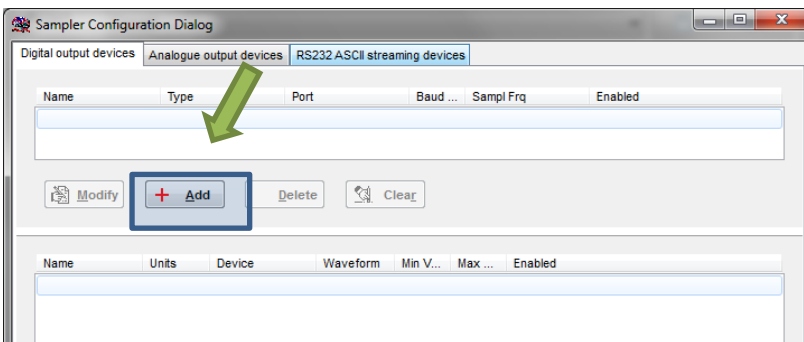 Sampler Configuration Dialog
Digital output devices Analogue output devices RS232 ASCII streaming devices
Name Type Port Baud ... Sampl Frq Enabled
Modify Add Delete Clear
Name Units Device Waveform Min V... Max ... Enabled